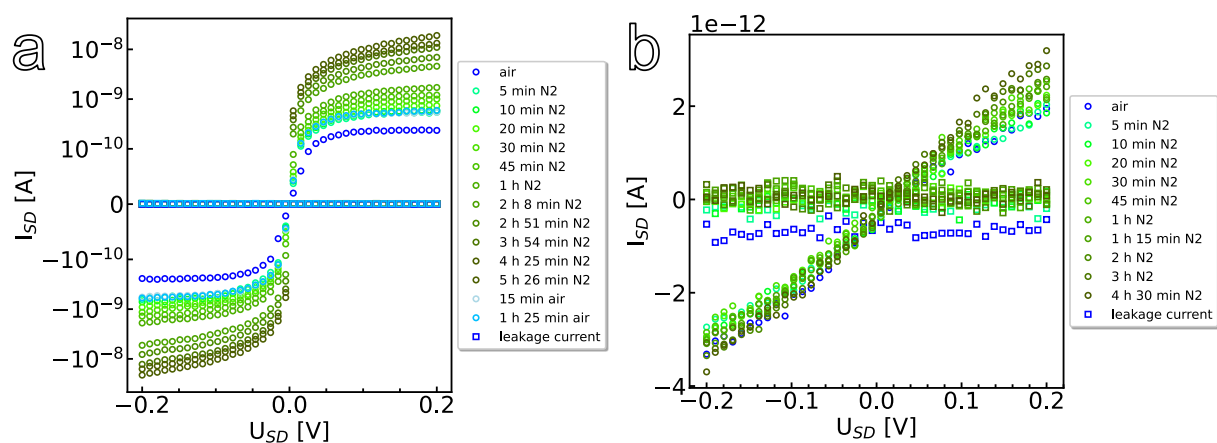 a
10⁻⁸
10⁻⁹
10⁻¹⁰
0
−10⁻¹⁰
−10⁻⁹
−10⁻⁸
I_SD [A]
−0.2 0.0 0.2
U_SD [V]
air
5 min N2
10 min N2
20 min N2
30 min N2
45 min N2
1 h N2
2 h 8 min N2
2 h 51 min N2
3 h 54 min N2
4 h 25 min N2
5 h 26 min N2
15 min air
1 h 25 min air
leakage current
b
1e−12
2
0
−2
−4
I_SD [A]
−0.2 −0.1 0.0 0.1 0.2
U_SD [V]
air
5 min N2
10 min N2
20 min N2
30 min N2
45 min N2
1 h N2
1 h 15 min N2
2 h N2
3 h N2
4 h 30 min N2
leakage current